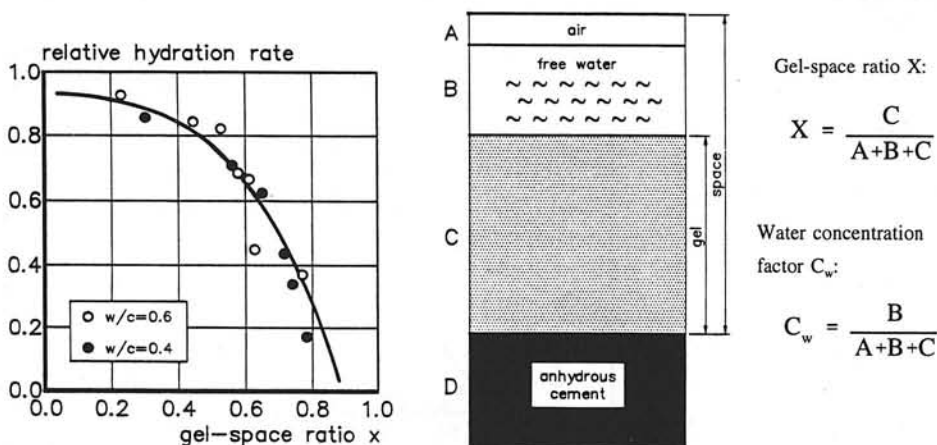 relative hydration rate
1.0
0.8
0.6
0.4
0.2
0.0
w/c=0.6
w/c=0.4
0.0 0.2 0.4 0.6 0.8 1.0
gel-space ratio x
A
air
B
free water
~ ~ ~ ~ ~ ~
~ ~ ~ ~ ~
~ ~ ~ ~ ~ ~
C
gel
space
D
anhydrous
cement
Gel-space ratio X:
X = C
A+B+C
Water concentration
factor Cw:
Cw = B
A+B+C